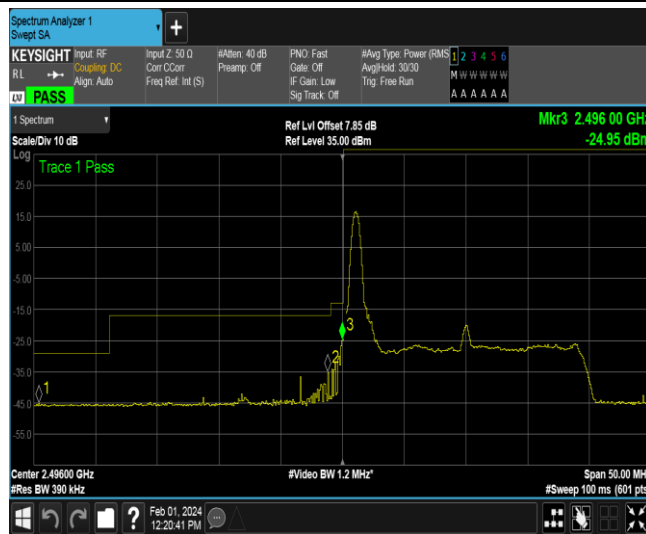 Spectrum Analyzer 1
Swept SA
+
KEYSIGHT Input: RF Input Z: 50 Ω #Atten: 40 dB PNO: Fast #Avg Type: Power (RMS 1 2 3 4 5 6
RL Coupling: DC Corr CCorr Preamp: Off Gate: Off Avg|Hold: 30/30 M W W W W W
Align: Auto Freq Ref: Int (S) IF Gain: Low Trig: Free Run
LXI PASS Sig Track: Off A A A A A A
1 Spectrum Ref Lvl Offset 7.85 dB Mkr3 2.496 00 GHz
Scale/Div 10 dB Ref Level 35.00 dBm -24.95 dBm
Log
Trace 1 Pass
25.0
15.0
5.00
-5.00
-15.0
3
-25.0
2
-35.0
1
-45.0
-55.0
Center 2.49600 GHz #Video BW 1.2 MHz* Span 50.00 MH
#Res BW 390 kHz #Sweep 100 ms (601 pts
? Feb 01, 2024
12:20:41 PM